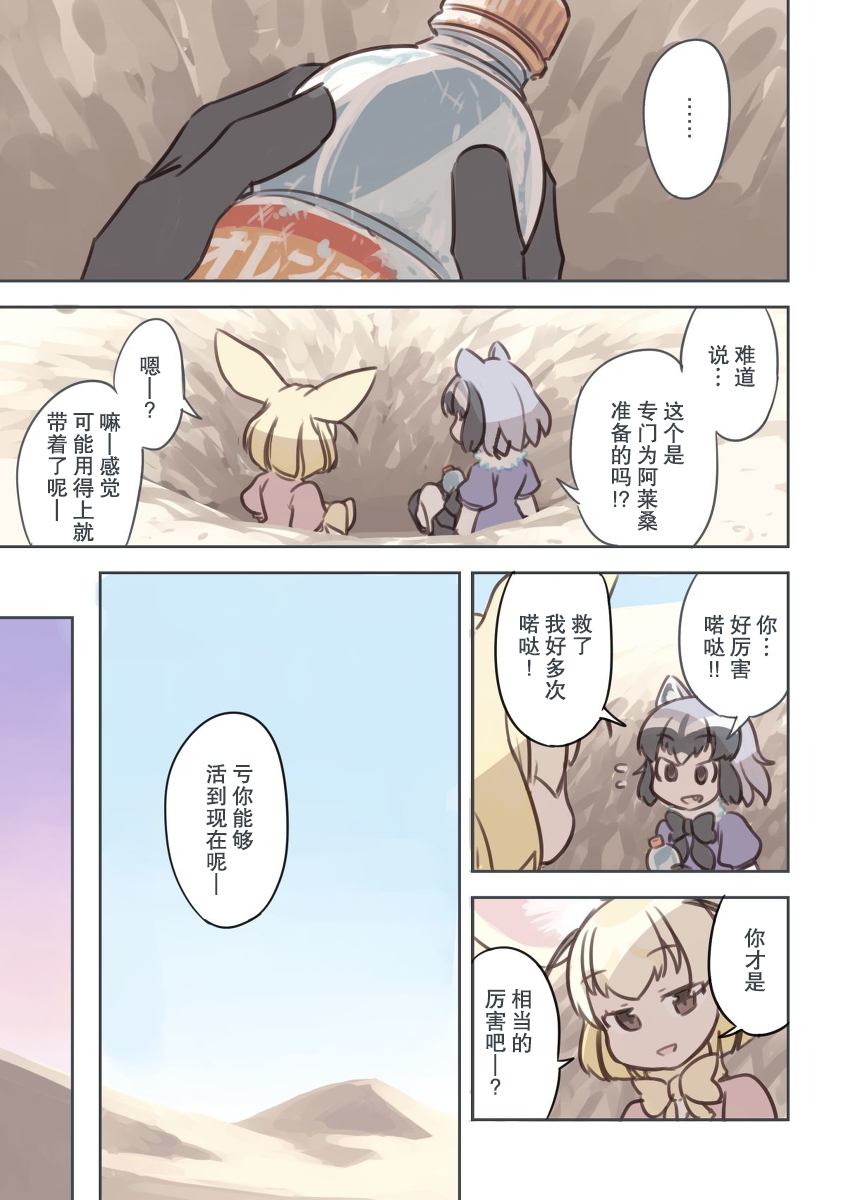 ……
オレンジ
难道
说…
这个是
专门为阿莱桑
准备的吗!?
嗯—?
嘛—感觉
可能用得上就
带着了呢—
你…
好厉害
喏哒!!
救了
我好多次
喏哒!
你才是
相当的
厉害吧—?
亏你能够
活到现在呢—